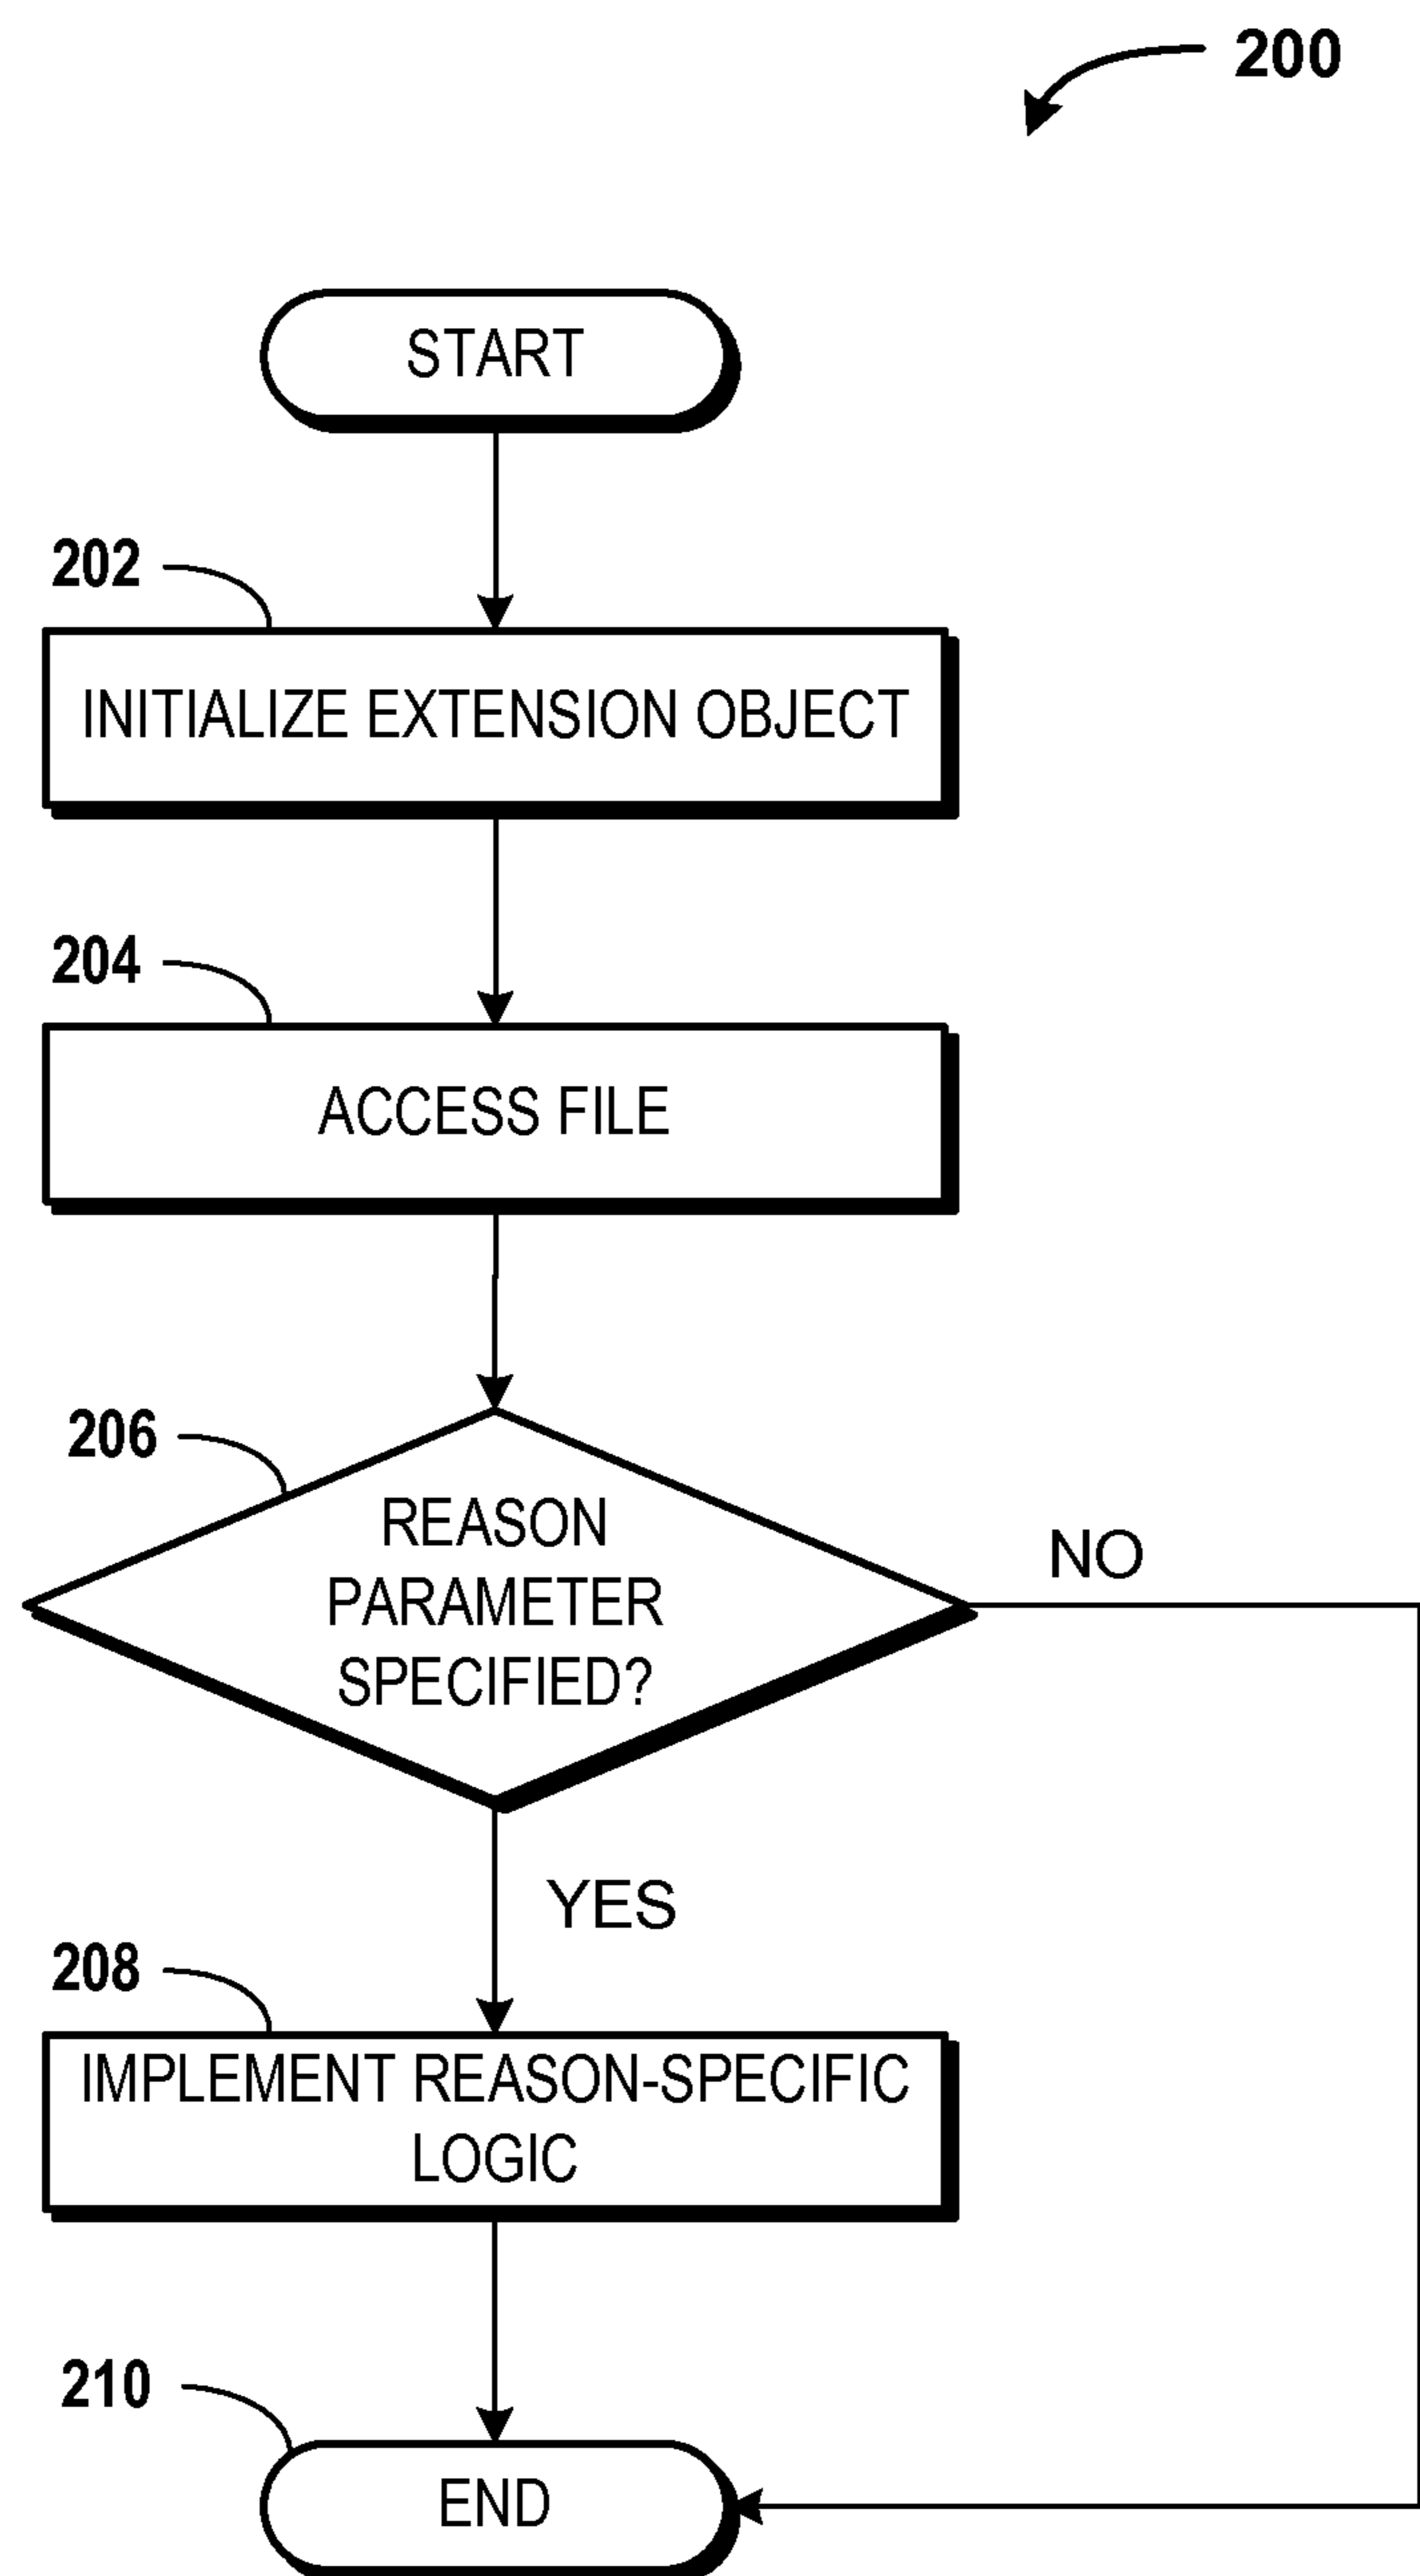 200
START
202
INITIALIZE EXTENSION OBJECT
204
ACCESS FILE
206
REASON
PARAMETER
SPECIFIED?
NO
YES
208
IMPLEMENT REASON-SPECIFIC
LOGIC
210
END